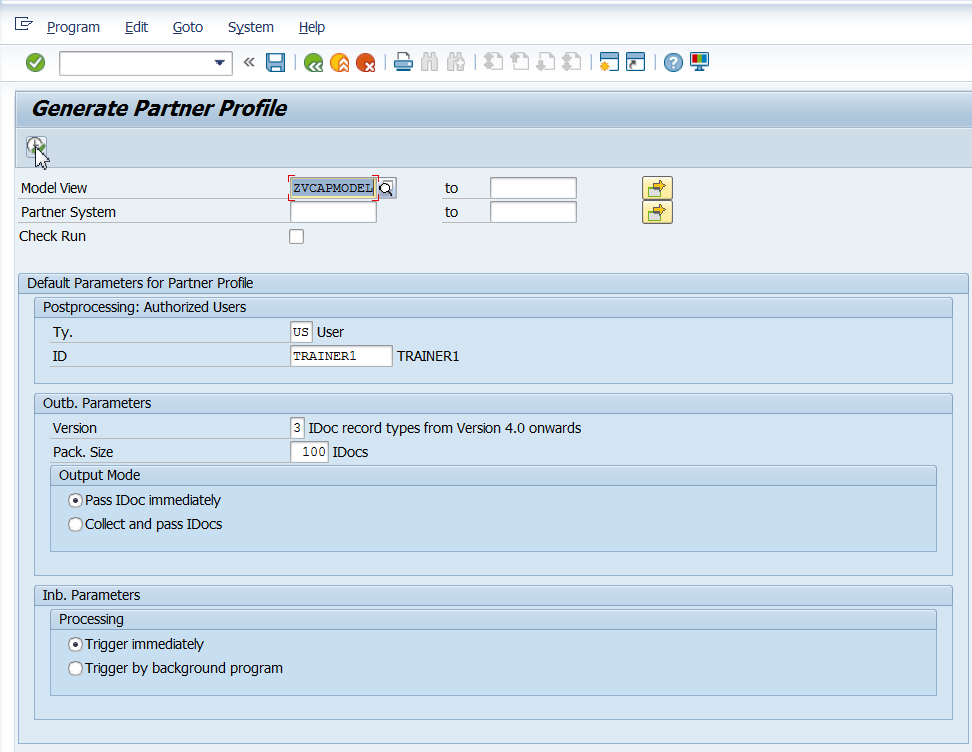 Program Edit Goto System Help
Generate Partner Profile
Model View ZVCAPMODEL to
Partner System to
Check Run
Default Parameters for Partner Profile
Postprocessing: Authorized Users
Ty. US User
ID TRAINER1 TRAINER1
Outb. Parameters
Version 3 IDoc record types from Version 4.0 onwards
Pack. Size 100 IDocs
Output Mode
Pass IDoc immediately
Collect and pass IDocs
Inb. Parameters
Processing
Trigger immediately
Trigger by background program